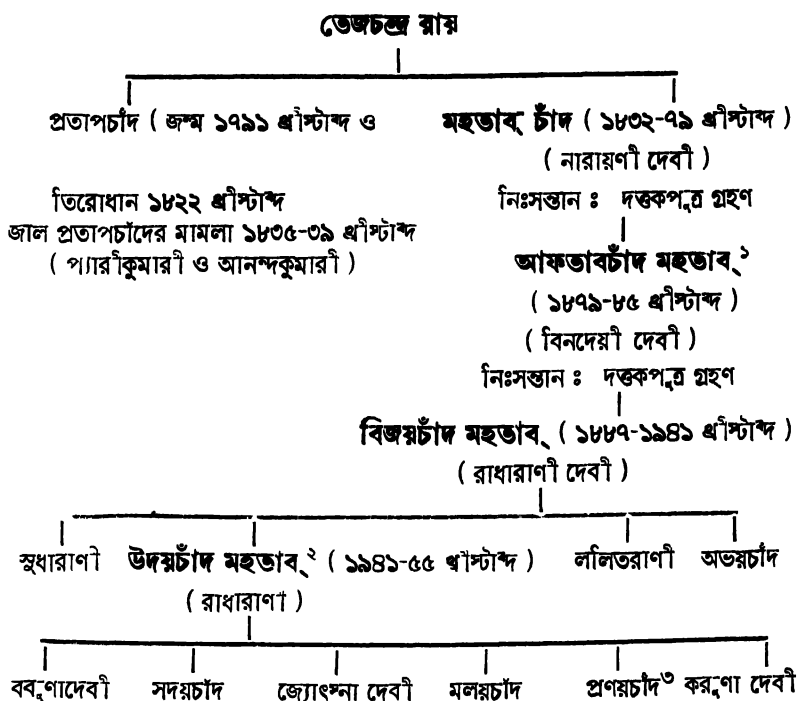 তেজচন্দ্র রায়
প্রতাপচাঁদ ( জন্ম ১৭৯১ খ্রীস্টাব্দ ও
মহতাব্ চাঁদ ( ১৮৩২-৭৯ খ্রীস্টাব্দ )
( নারায়ণী দেবী )
তিরোধান ১৮২২ খ্রীস্টাব্দ
নিঃসন্তান : দত্তকপুত্র গ্রহণ
জাল প্রতাপচাঁদের মামলা ১৮৩৫-৩৯ খ্রীস্টাব্দ
( প্যারীকুমারী ও আনন্দকুমারী )
আফতাবচাঁদ মহতাব্১
( ১৮৭৯-৮৫ খ্রীস্টাব্দ )
( বিনদেয়ী দেবী )
নিঃসন্তান : দত্তকপুত্র গ্রহণ
বিজয়চাঁদ মহতাব্ ( ১৮৮৭-১৯৪১ খ্রীস্টাব্দ )
( রাধারাণী দেবী )
সুধারাণী উদয়চাঁদ মহতাব্২ ( ১৯৪১-৫৫ খ্রীস্টাব্দ ) ললিতরাণী অভয়চাঁদ
( রাধারাণী )
বরুণাদেবী সদয়চাঁদ জ্যোৎস্না দেবী মলয়চাঁদ প্রণয়চাঁদ৩ করুণা দেবী